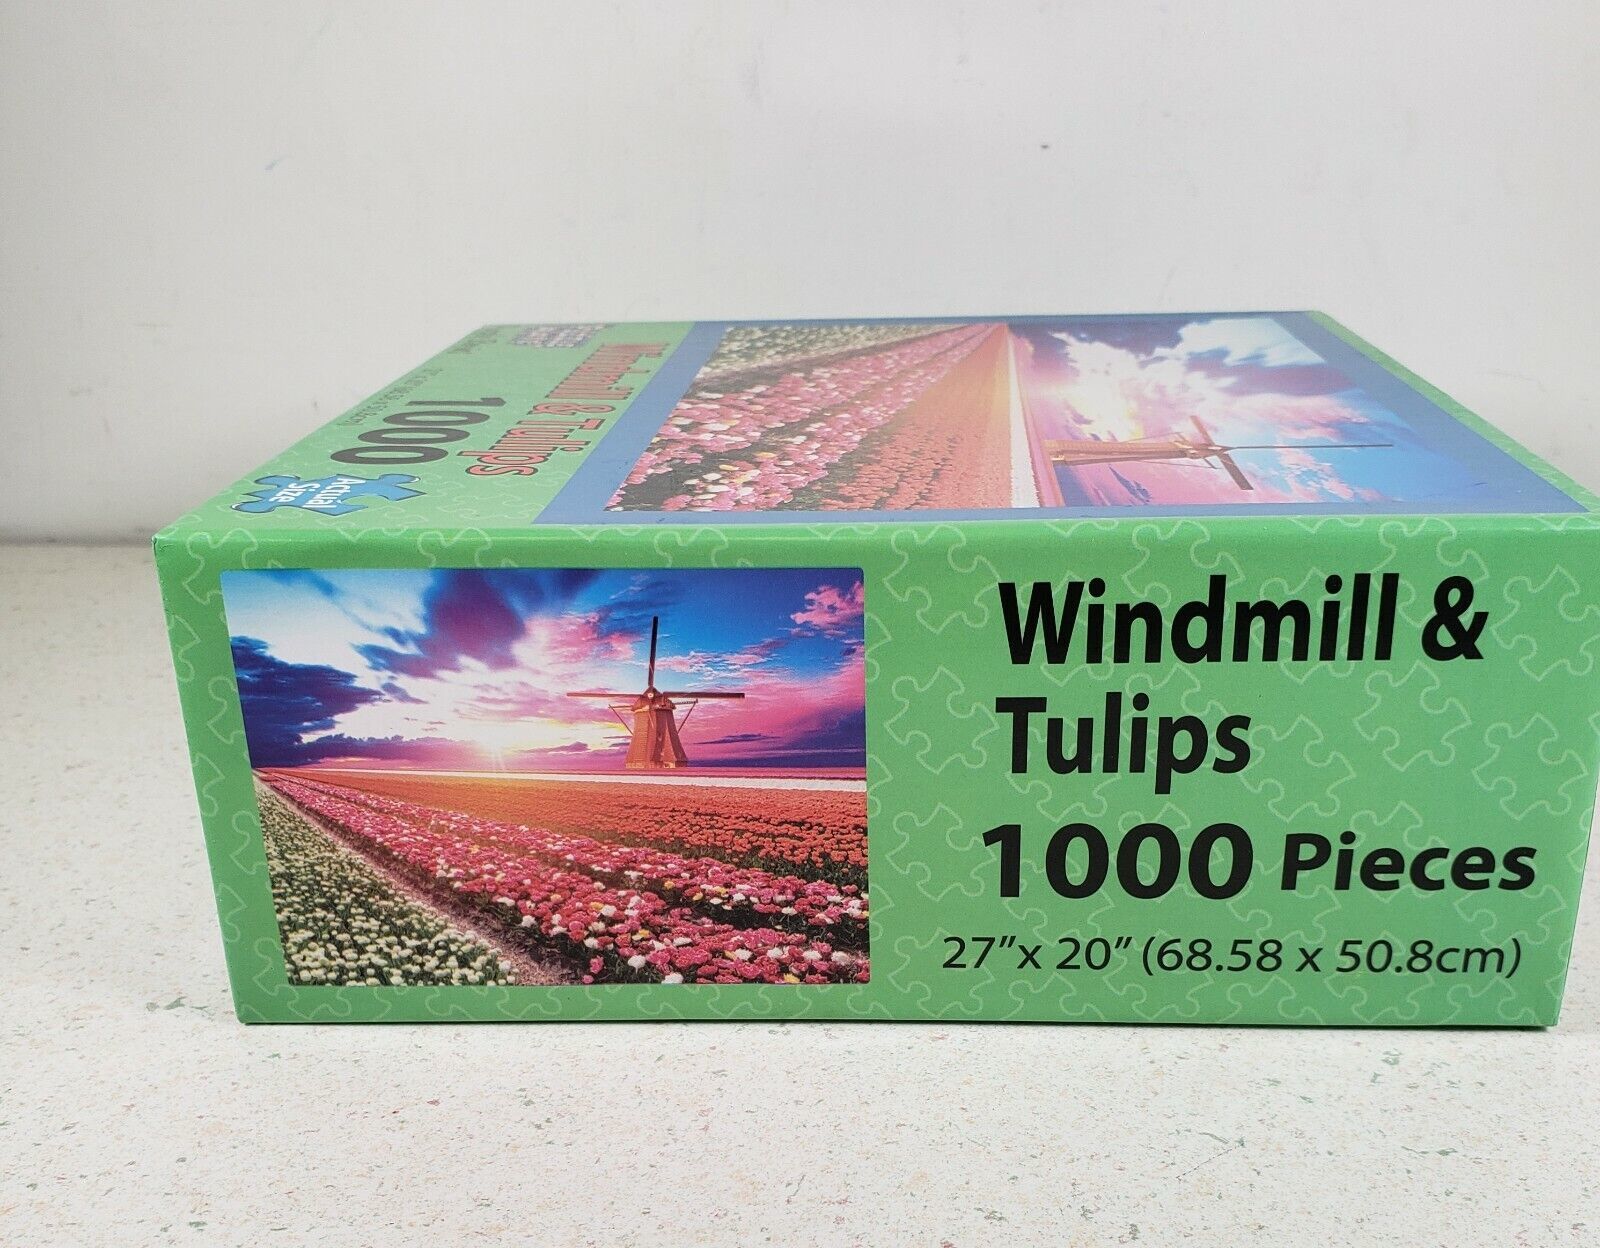 Windmill & Tulips
1000
Actual
Size
Windmill &
Tulips
1000 Pieces
27"x 20" (68.58 x 50.8cm)